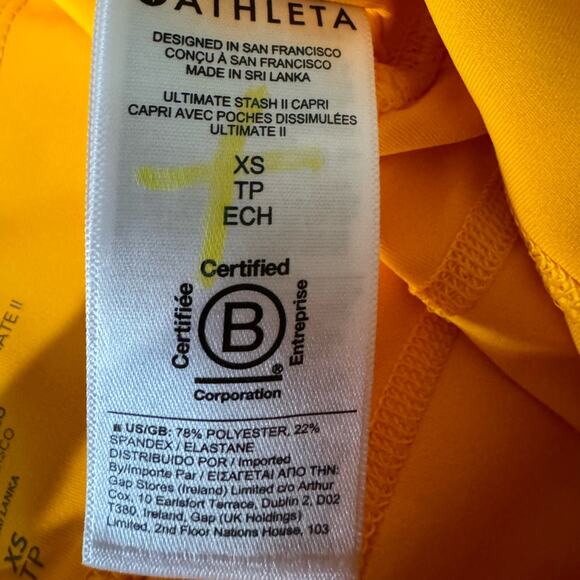 ATHLETA
DESIGNED IN SAN FRANCISCO
CONÇU À SAN FRANCISCO
MADE IN SRI LANKA
ULTIMATE STASH II CAPRI
CAPRI AVEC POCHES DISSIMULÉES
ULTIMATE II
XS
TP
ECH
Certified
Certifiée
B
Entreprise
®
Corporation
US/GB: 78% POLYESTER, 22%
SPANDEX / ELASTANE
DISTRIBUIDO POR / Imported
By/Importe Par / ΕΙΣΑΓΕΤΑΙ ΑΠΟ ΤΗΝ:
Gap Stores (Ireland) Limited c/o Arthur
Cox, 10 Earlsfort Terrace, Dublin 2, D02
T380, Ireland, Gap (UK Holdings)
Limited, 2nd Floor Nations House, 103
XS
TP